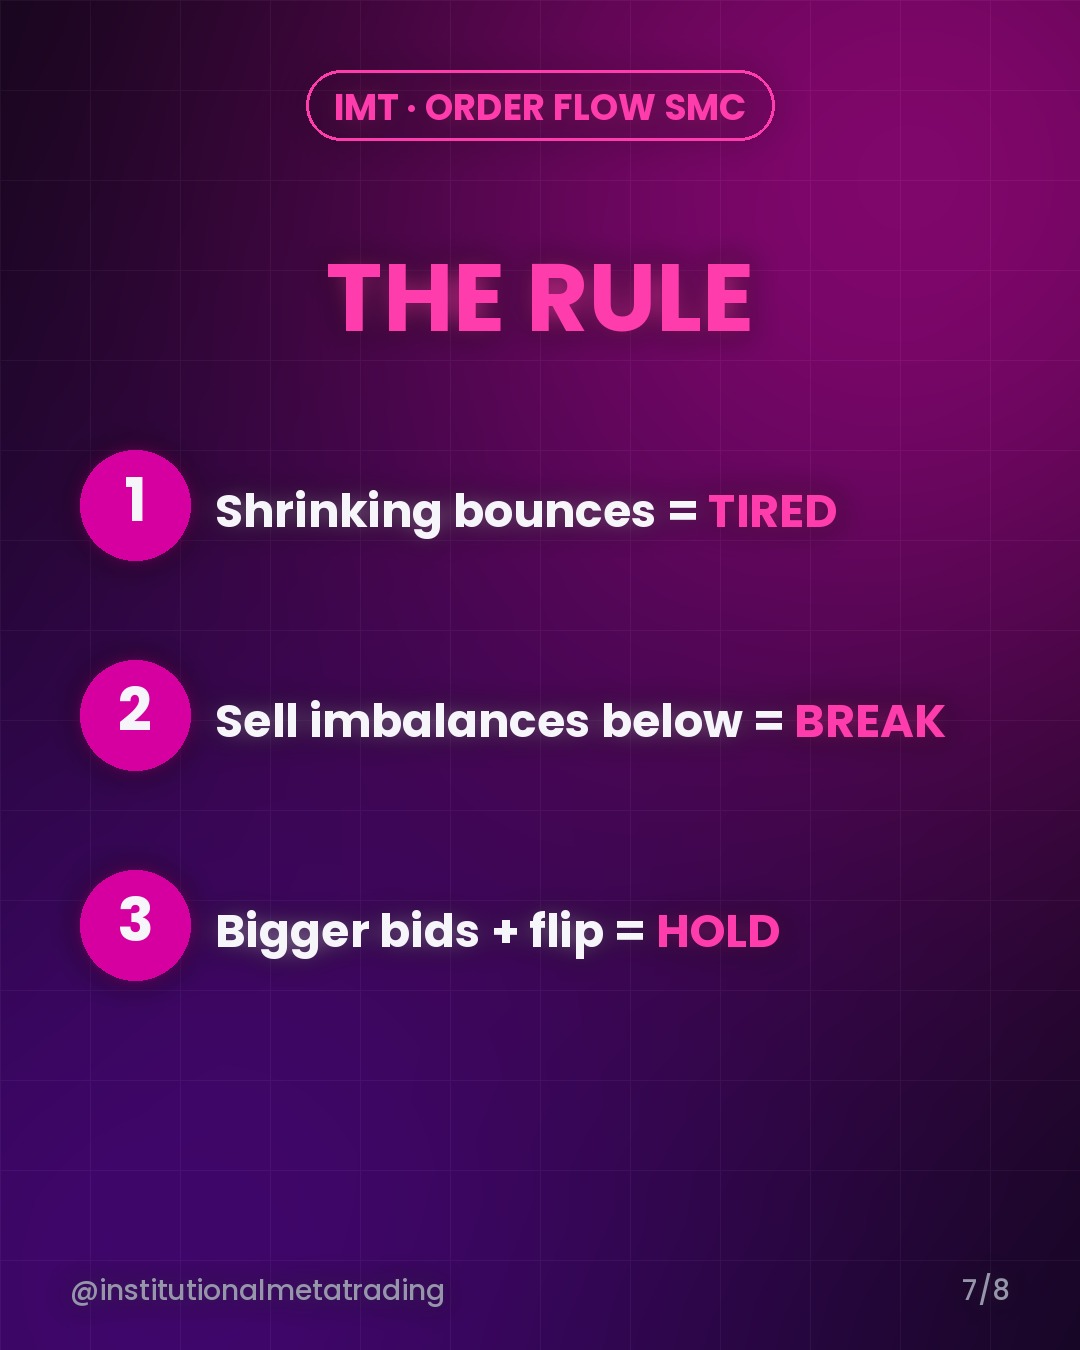 IMT · ORDER FLOW SMC
THE RULE
1
Shrinking bounces = TIRED
2
Sell imbalances below = BREAK
3
Bigger bids + flip = HOLD
@institutionalmetatrading
7/8